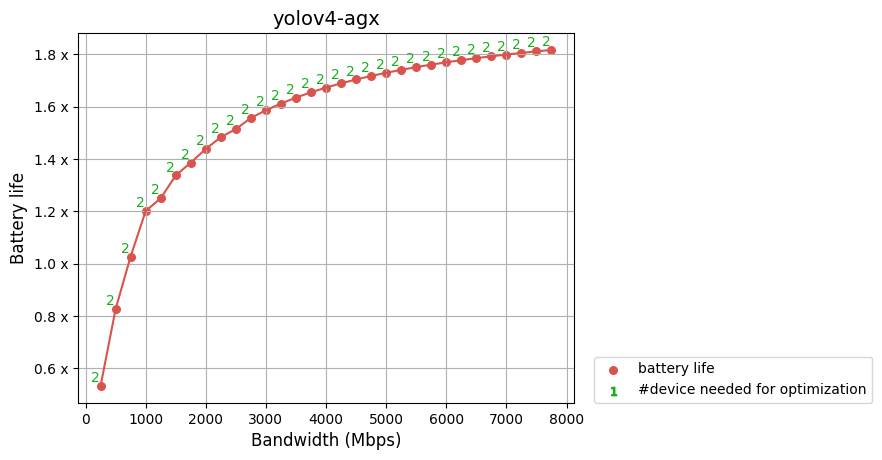 yolov4-agx
1.8 x
1.6 x
1.4 x
1.2 x
1.0 x
0.8 x
0.6 x
Battery life
2 2 2 2 2 2 2 2 2 2 2 2 2 2 2 2 2 2 2 2 2 2 2 2 2 2 2 2 2 2 2
0 1000 2000 3000 4000 5000 6000 7000 8000
Bandwidth (Mbps)
battery life
1 #device needed for optimization